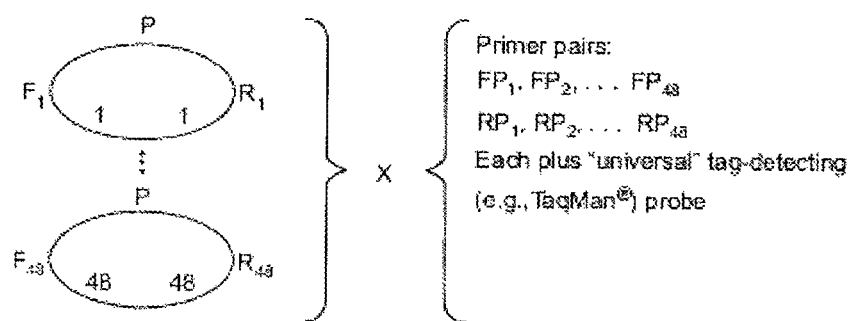 P
F₁ R₁
1 1
P
F₄₈ R₄₈
48 48
X
Primer pairs:
FP₁, FP₂, . . . FP₄₈
RP₁, RP₂, . . . RP₄₈
Each plus "universal" tag-detecting
(e.g., TaqMan®) probe